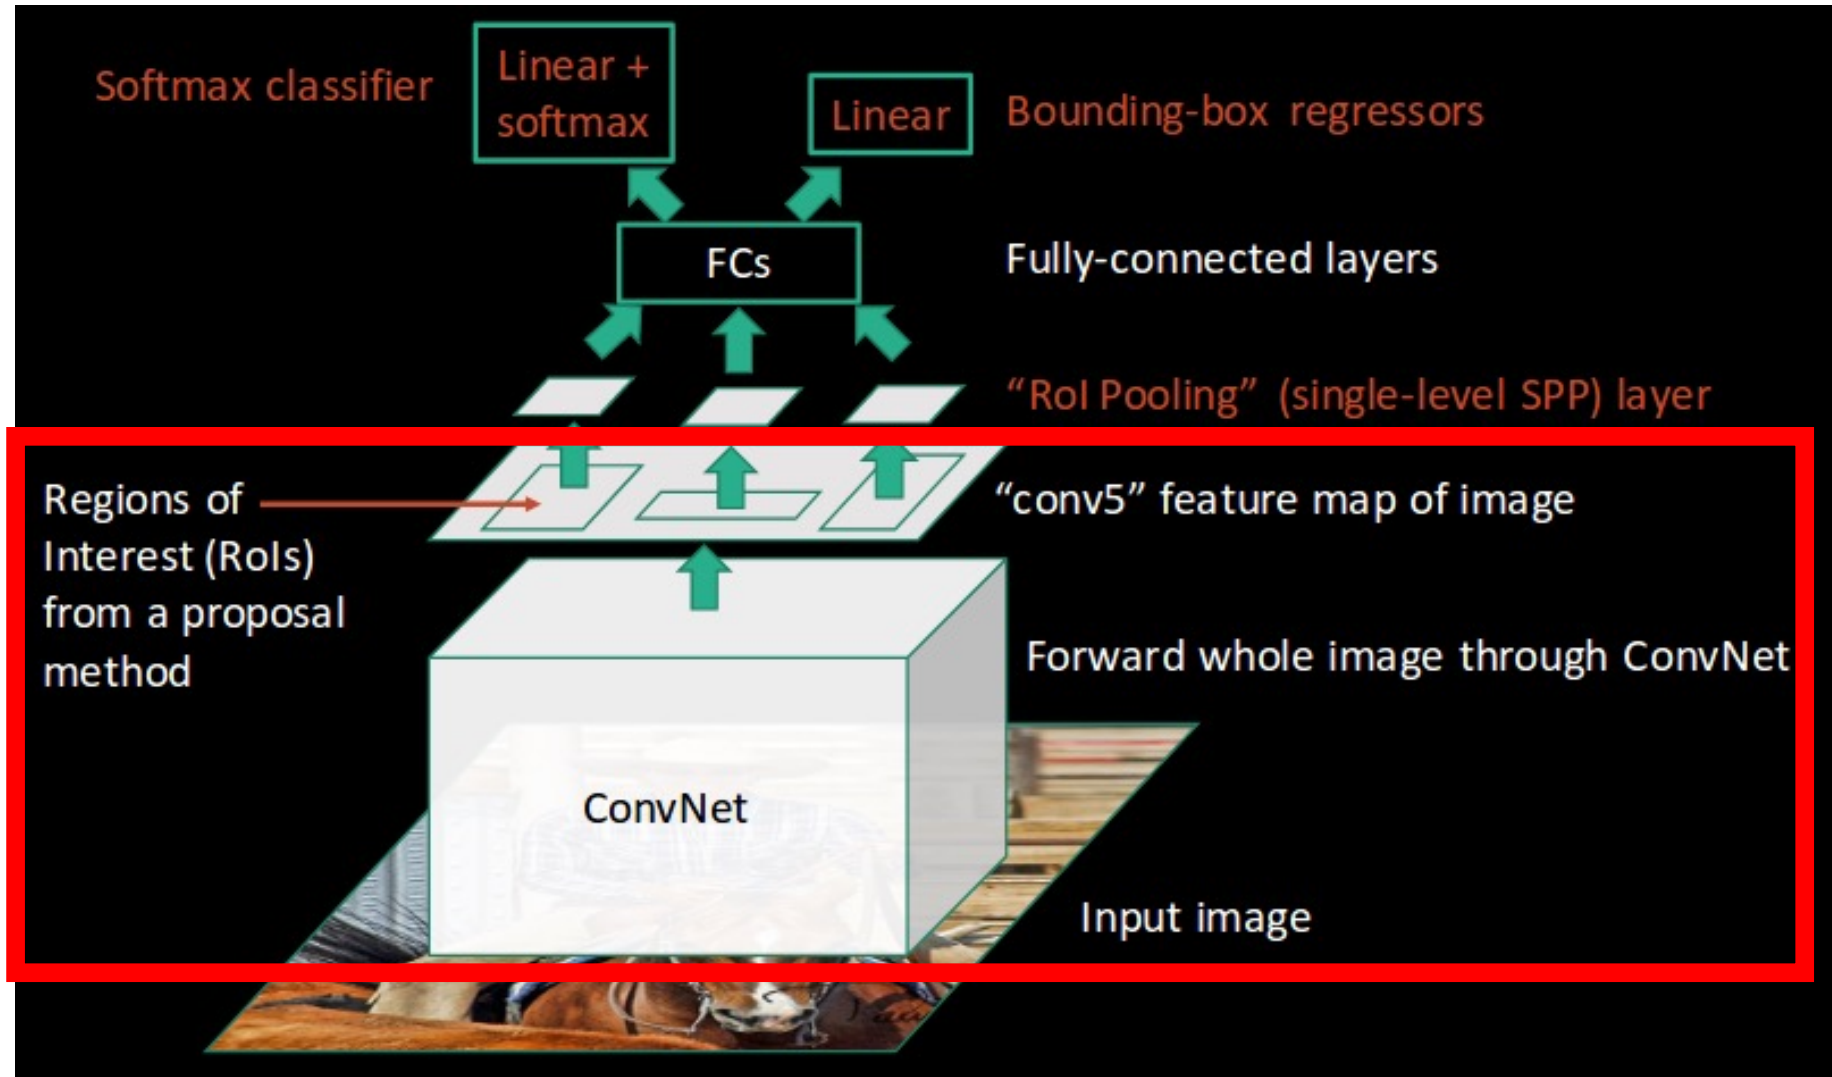 Softmax classifier
Linear +
softmax
Linear
Bounding-box regressors
FCs
Fully-connected layers
“RoI Pooling” (single-level SPP) layer
Regions of
Interest (RoIs)
from a proposal
method
“conv5” feature map of image
Forward whole image through ConvNet
ConvNet
Input image